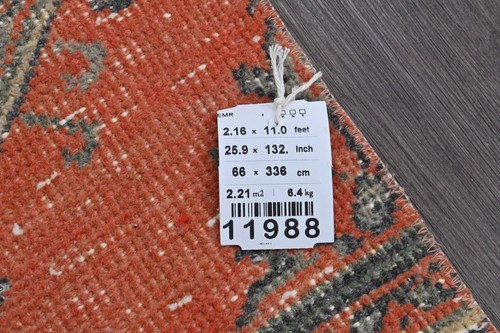 EMR
2.16 x 11.0 feet
25.9 x 132. Inch
66 x 336 cm
2.21 m2 6.4 kg
11988